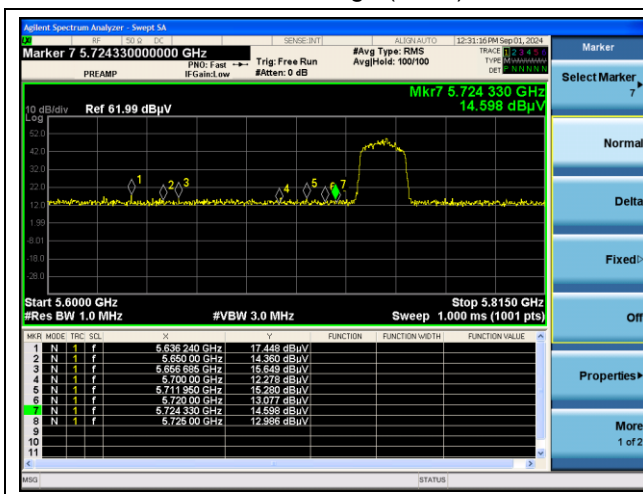 Agilent Spectrum Analyzer - Swept SA
RF 50 Ω DC SENSE:INT ALIGN AUTO 12:31:16 PM Sep 01, 2024
Marker 7 5.724330000000 GHz #Avg Type: RMS TRACE 1 2 3 4 5 6
PNO: Fast Trig: Free Run Avg|Hold: 100/100 TYPE M
PREAMP IFGain:Low #Atten: 0 dB DET P N N N N N
Mkr7 5.724 330 GHz
14.598 dBµV
10 dB/div Ref 61.99 dBµV
Log
52.0
42.0
32.0
22.0
12.0
1.99
-8.01
-18.0
-28.0
1 2 3 4 5 6 7
Start 5.6000 GHz Stop 5.8150 GHz
#Res BW 1.0 MHz #VBW 3.0 MHz Sweep 1.000 ms (1001 pts)
MKR MODE TRC SCL X Y FUNCTION FUNCTION WIDTH FUNCTION VALUE
1 N 1 f 5.636 240 GHz 17.448 dBµV
2 N 1 f 5.650 00 GHz 14.360 dBµV
3 N 1 f 5.656 685 GHz 15.649 dBµV
4 N 1 f 5.700 00 GHz 12.278 dBµV
5 N 1 f 5.711 950 GHz 15.280 dBµV
6 N 1 f 5.720 00 GHz 13.077 dBµV
7 N 1 f 5.724 330 GHz 14.598 dBµV
8 N 1 f 5.725 00 GHz 12.986 dBµV
9
10
11
MSG STATUS
Marker
Select Marker
7
Normal
Delta
Fixed
Off
Properties
More
1 of 2